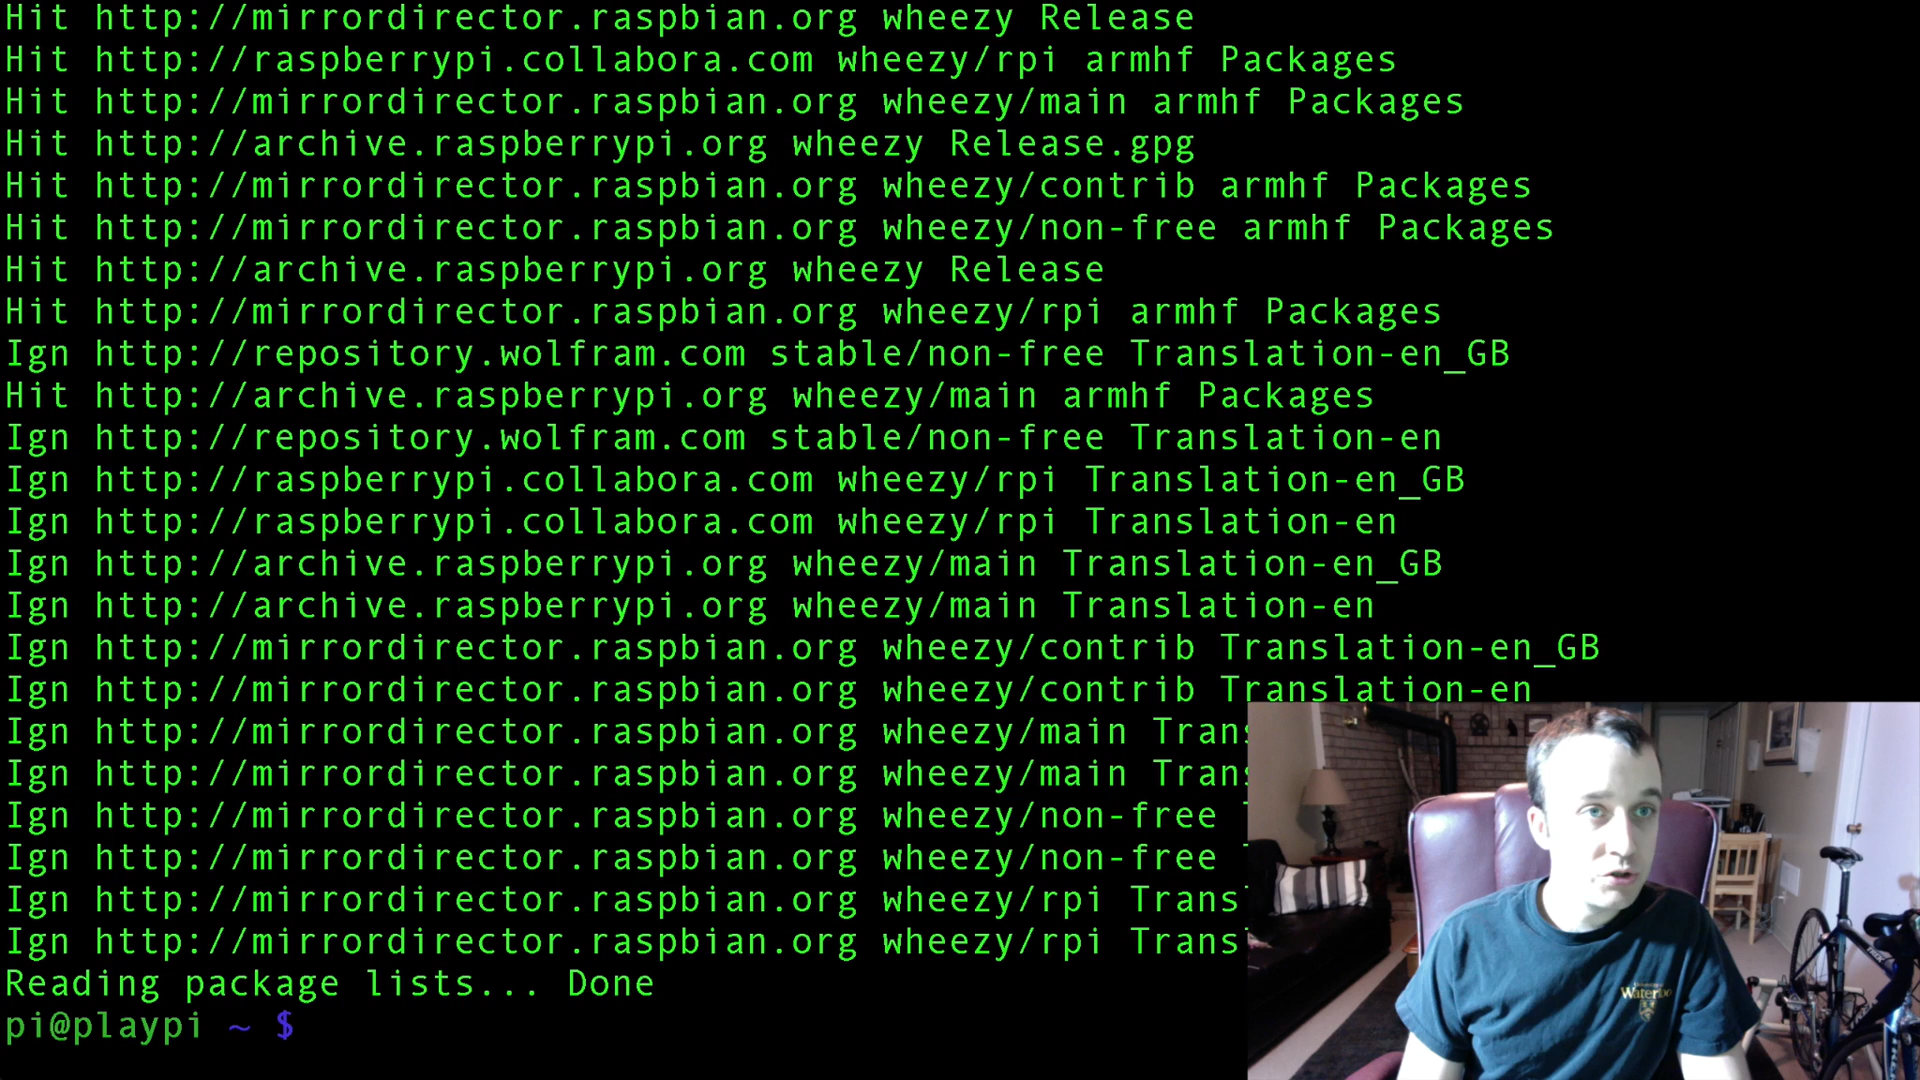 Hit http://mirrordirector.raspbian.org wheezy Release
Hit http://raspberrypi.collabora.com wheezy/rpi armhf Packages
Hit http://mirrordirector.raspbian.org wheezy/main armhf Packages
Hit http://archive.raspberrypi.org wheezy Release.gpg
Hit http://mirrordirector.raspbian.org wheezy/contrib armhf Packages
Hit http://mirrordirector.raspbian.org wheezy/non-free armhf Packages
Hit http://archive.raspberrypi.org wheezy Release
Hit http://mirrordirector.raspbian.org wheezy/rpi armhf Packages
Ign http://repository.wolfram.com stable/non-free Translation-en_GB
Hit http://archive.raspberrypi.org wheezy/main armhf Packages
Ign http://repository.wolfram.com stable/non-free Translation-en
Ign http://raspberrypi.collabora.com wheezy/rpi Translation-en_GB
Ign http://raspberrypi.collabora.com wheezy/rpi Translation-en
Ign http://archive.raspberrypi.org wheezy/main Translation-en_GB
Ign http://archive.raspberrypi.org wheezy/main Translation-en
Ign http://mirrordirector.raspbian.org wheezy/contrib Translation-en_GB
Ign http://mirrordirector.raspbian.org wheezy/contrib Translation-en
Ign http://mirrordirector.raspbian.org wheezy/main Trans
Ign http://mirrordirector.raspbian.org wheezy/main Trans
Ign http://mirrordirector.raspbian.org wheezy/non-free
Ign http://mirrordirector.raspbian.org wheezy/non-free
Ign http://mirrordirector.raspbian.org wheezy/rpi Trans
Ign http://mirrordirector.raspbian.org wheezy/rpi Trans
Reading package lists... Done
pi@playpi ~ $
Waterloo